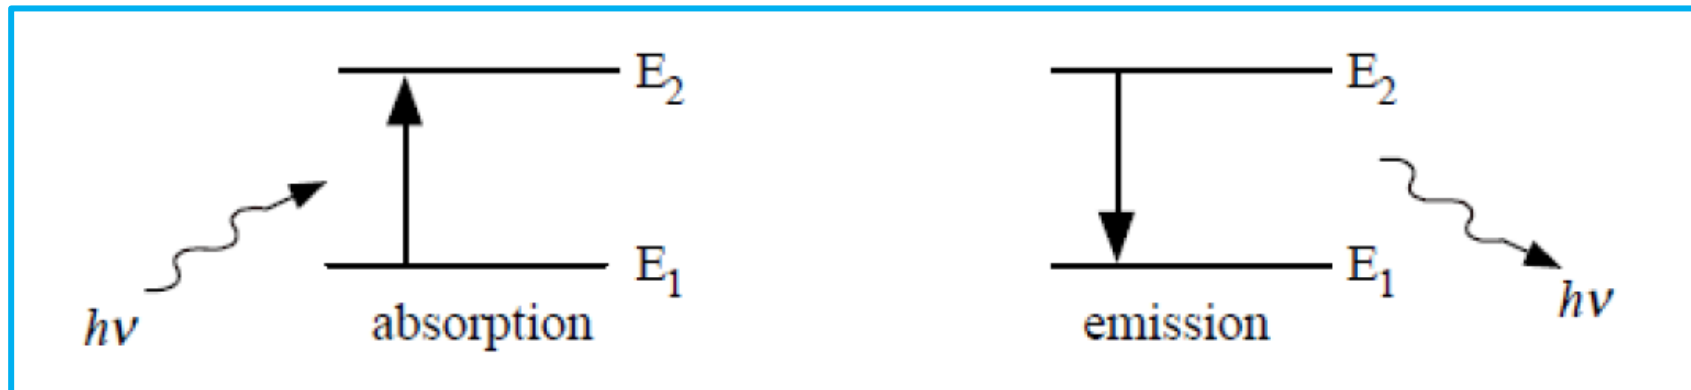 E₂
E₂
E₁
E₁
hν
absorption
emission
hν